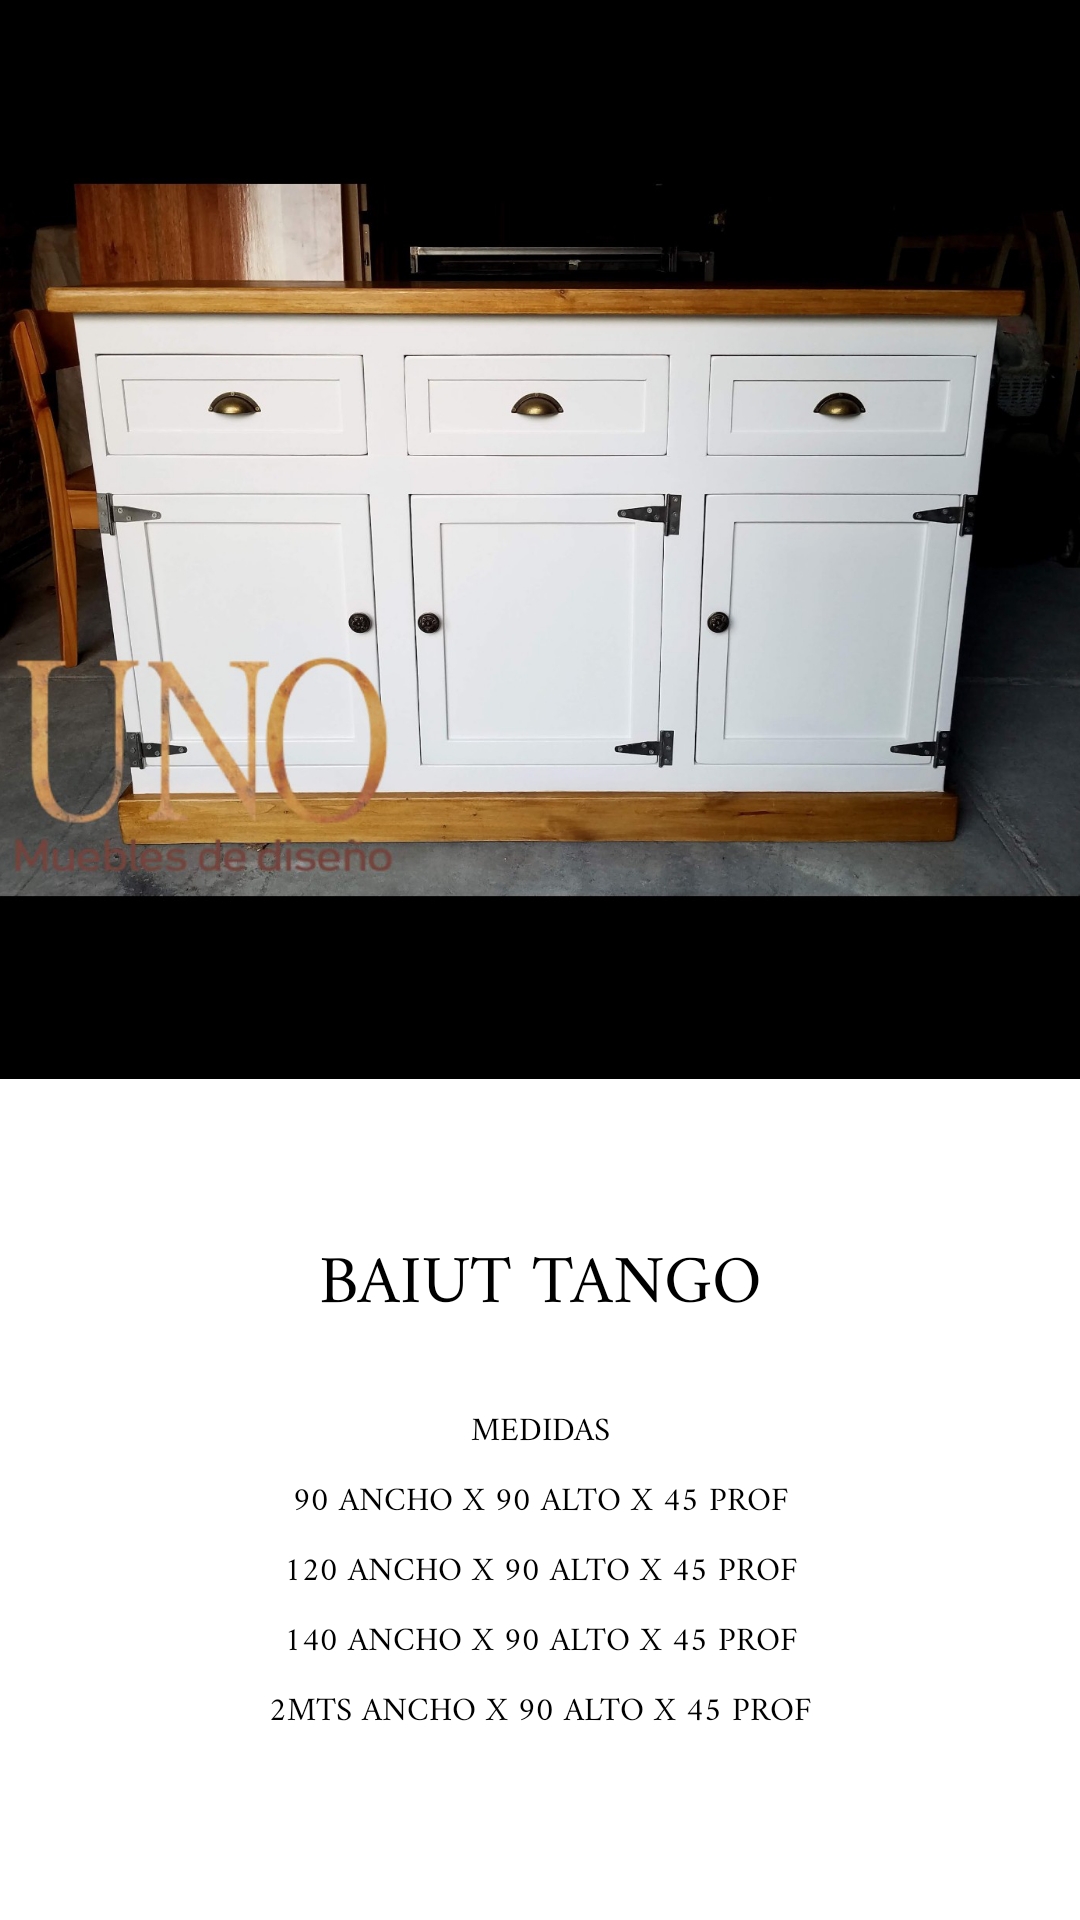 UNO
Muebles de diseño
BAIUT TANGO
MEDIDAS
90 ANCHO X 90 ALTO X 45 PROF
120 ANCHO X 90 ALTO X 45 PROF
140 ANCHO X 90 ALTO X 45 PROF
2MTS ANCHO X 90 ALTO X 45 PROF